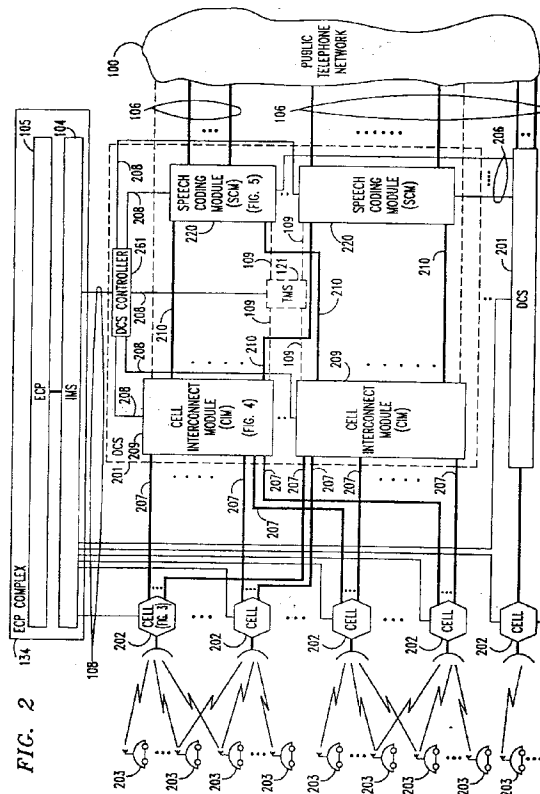 FIG. 2
ECP COMPLEX
134
ECP
105
IMS
104
108
100
PUBLIC
TELEPHONE
NETWORK
106
106
208
208
DCS CONTROLLER
261
208
208
208
SPEECH
CODING
MODULE
(SCM)
(FIG. 5)
220
SPEECH
CODING
MODULE
(SCM)
220
206
109
109
121
TMS
109
109
210
210
210
210
CELL
INTERCONNECT
MODULE
(CIM)
(FIG. 4)
209
CELL
INTERCONNECT
MODULE
(CIM)
209
201
DCS
201
DCS
207
207
207
207
207
207
207
207
CELL
(FIG. 3)
202
CELL
202
CELL
202
CELL
202
CELL
202
203
203
203
203
203
203
203
203
203